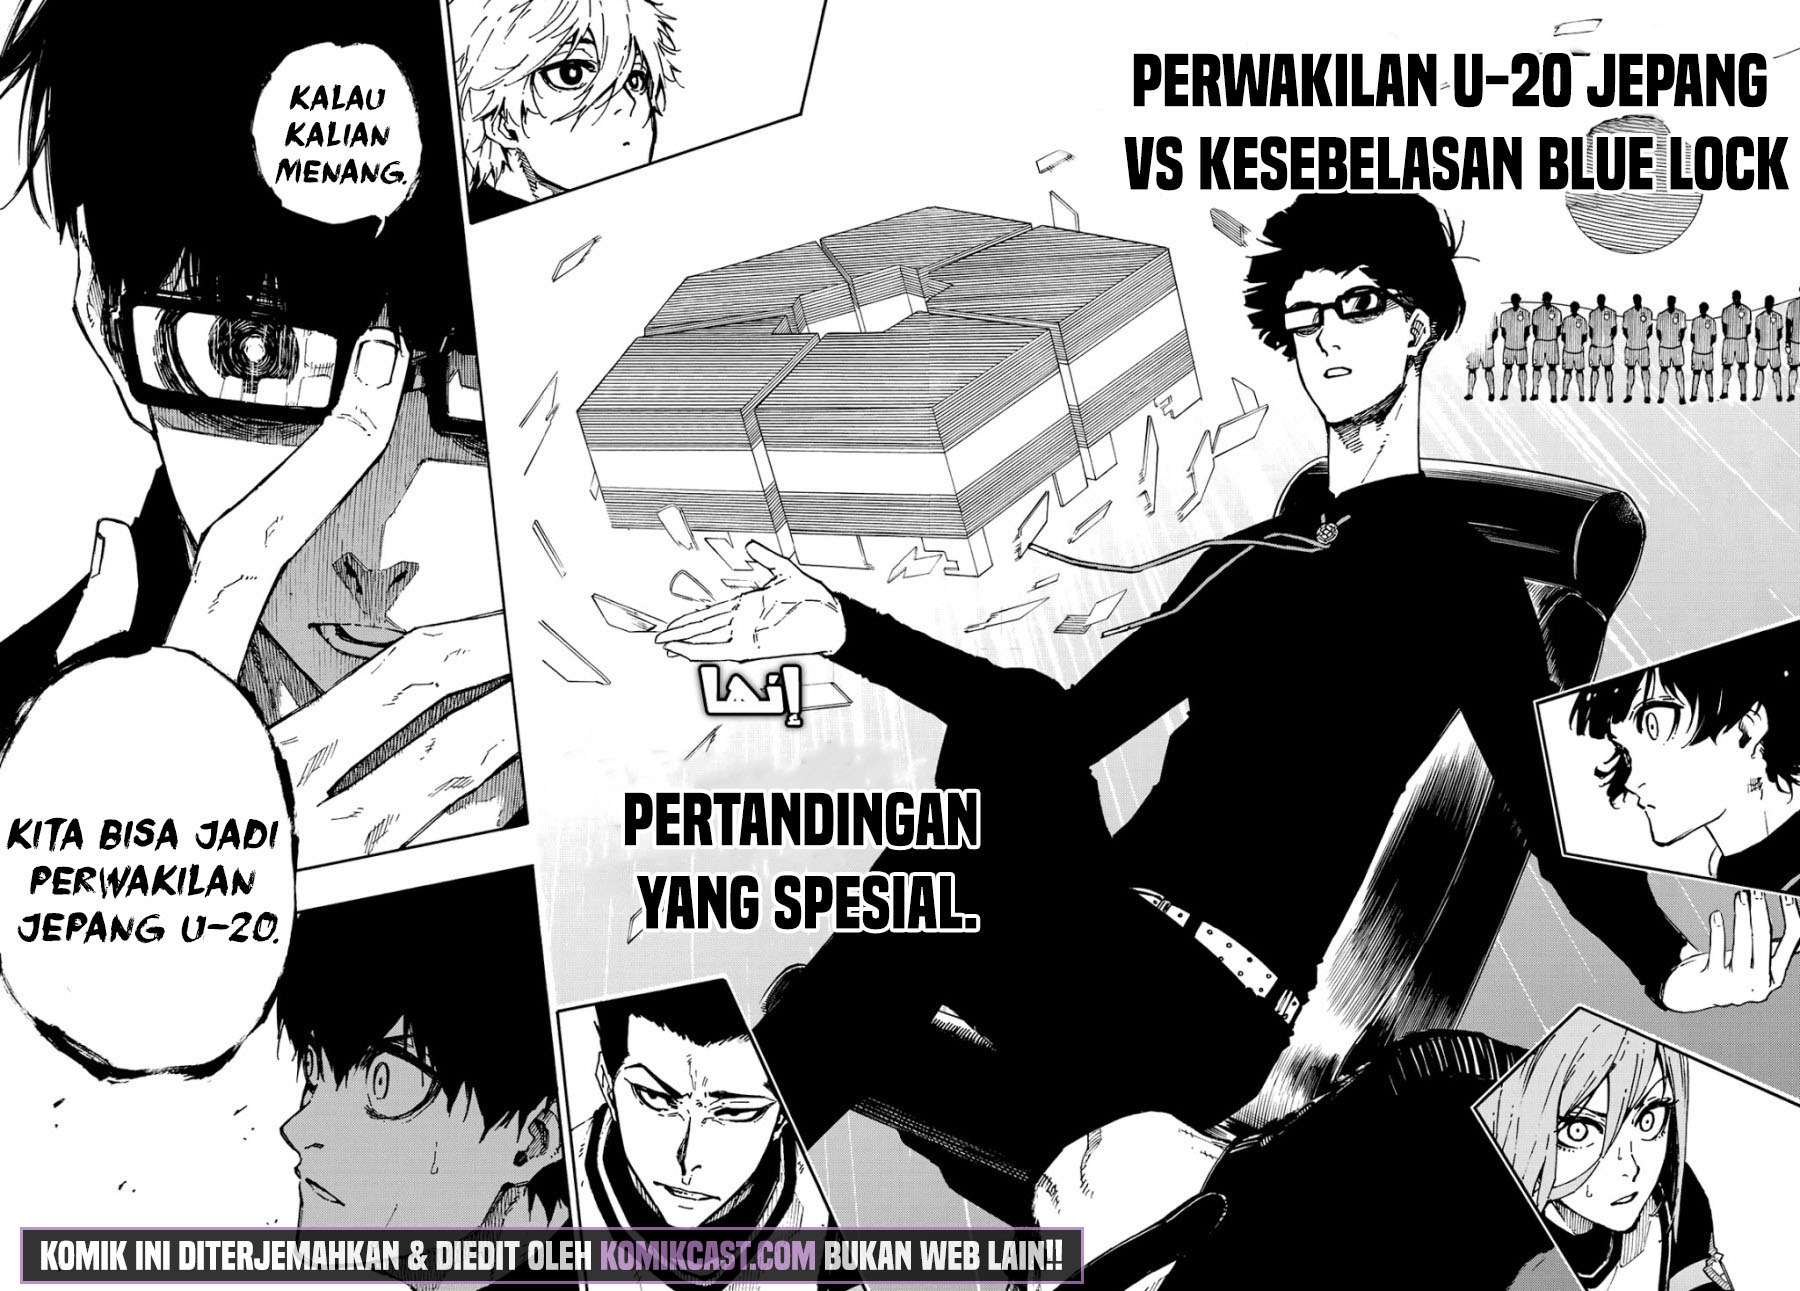 PERWAKILAN U-20 JEPANG
VS KESEBELASAN BLUE LOCK
PERTANDINGAN
YANG SPESIAL.
KALAU
KALIAN
MENANG.
KITA BISA JADI
PERWAKILAN
JEPANG U-20.
KOMIK INI DITERJEMAHKAN & DIEDIT OLEH KOMIKCAST.COM BUKAN WEB LAIN!!